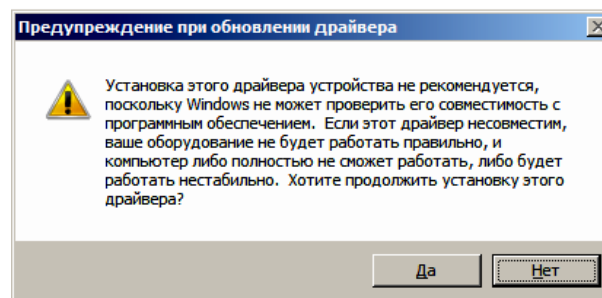 Предупреждение при обновлении драйвера
Установка этого драйвера устройства не рекомендуется,
поскольку Windows не может проверить его совместимость с
программным обеспечением.  Если этот драйвер несовместим,
ваше оборудование не будет работать правильно, и
компьютер либо полностью не сможет работать, либо будет
работать нестабильно.  Хотите продолжить установку этого
драйвера?
Да
Нет